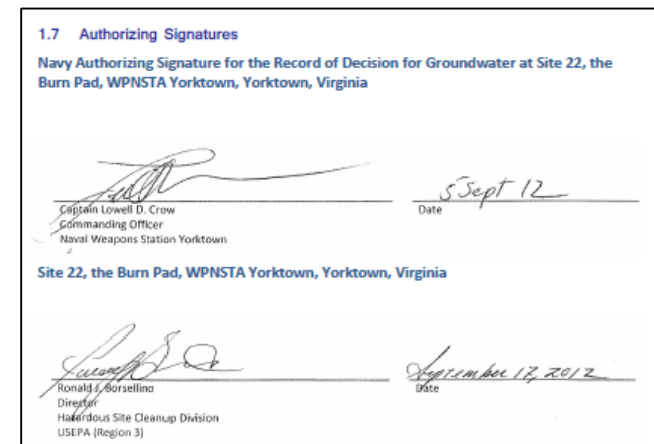 1.7 Authorizing Signatures
Navy Authorizing Signature for the Record of Decision for Groundwater at Site 22, the
Burn Pad, WPNSTA Yorktown, Yorktown, Virginia
5 Sept 12
Captain Lowell D. Crow
Date
Commanding Officer
Naval Weapons Station Yorktown
Site 22, the Burn Pad, WPNSTA Yorktown, Yorktown, Virginia
September 17, 2012
Ronald J. Borsellino
Date
Director
Hazardous Site Cleanup Division
USEPA (Region 3)